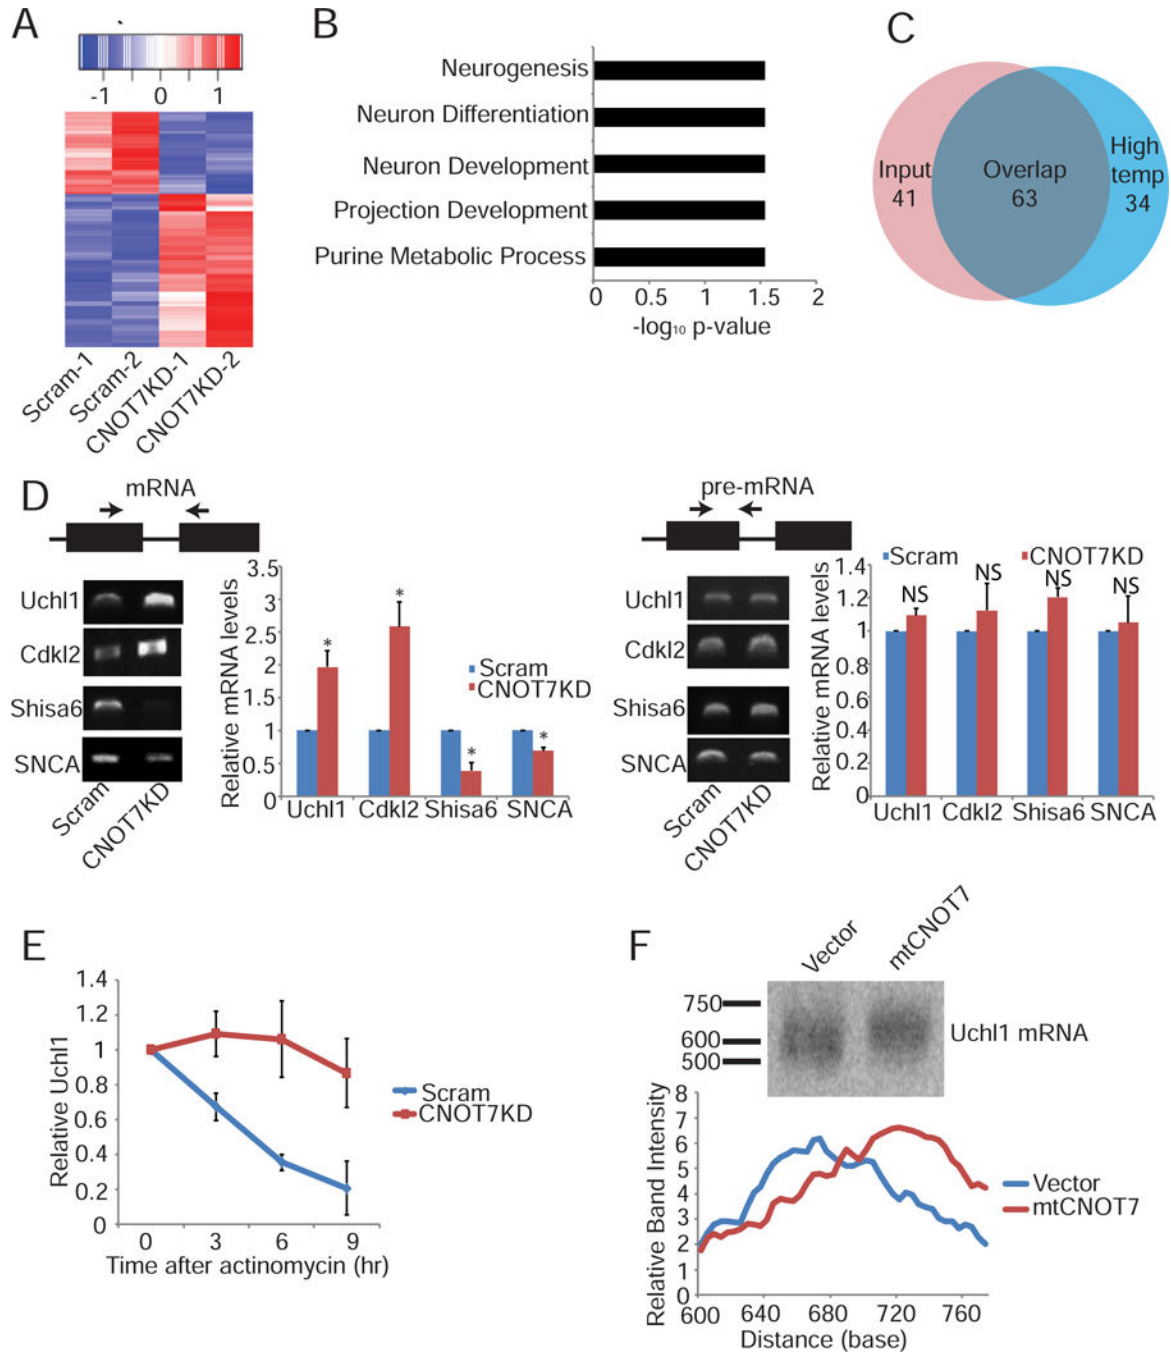 A
-1 0 1
Scram-1
Scram-2
CNOT7KD-1
CNOT7KD-2
B
Neurogenesis
Neuron Differentiation
Neuron Development
Projection Development
Purine Metabolic Process
0 0.5 1 1.5 2
-log₁₀ p-value
C
Input
41
Overlap
63
High
temp
34
D
mRNA
Uchl1
Cdkl2
Shisa6
SNCA
Scram
CNOT7KD
Relative mRNA levels
3.5
3
2.5
2
1.5
1
0.5
0
*
*
*
*
Scram
CNOT7KD
Uchl1 Cdkl2 Shisa6 SNCA
pre-mRNA
Uchl1
Cdkl2
Shisa6
SNCA
Scram
CNOT7KD
Relative mRNA levels
1.4
1.2
1
0.8
0.6
0.4
0.2
0
Scram CNOT7KD
NS NS NS NS
Uchl1 Cdkl2 Shisa6 SNCA
E
Relative Uchl1
1.4
1.2
1
0.8
0.6
0.4
0.2
0
0 3 6 9
Time after actinomycin (hr)
Scram
CNOT7KD
F
Vector
mtCNOT7
750
600
500
Uchl1 mRNA
Relative Band Intensity
8
7
6
5
4
3
2
1
0
600 640 680 720 760
Distance (base)
Vector
mtCNOT7